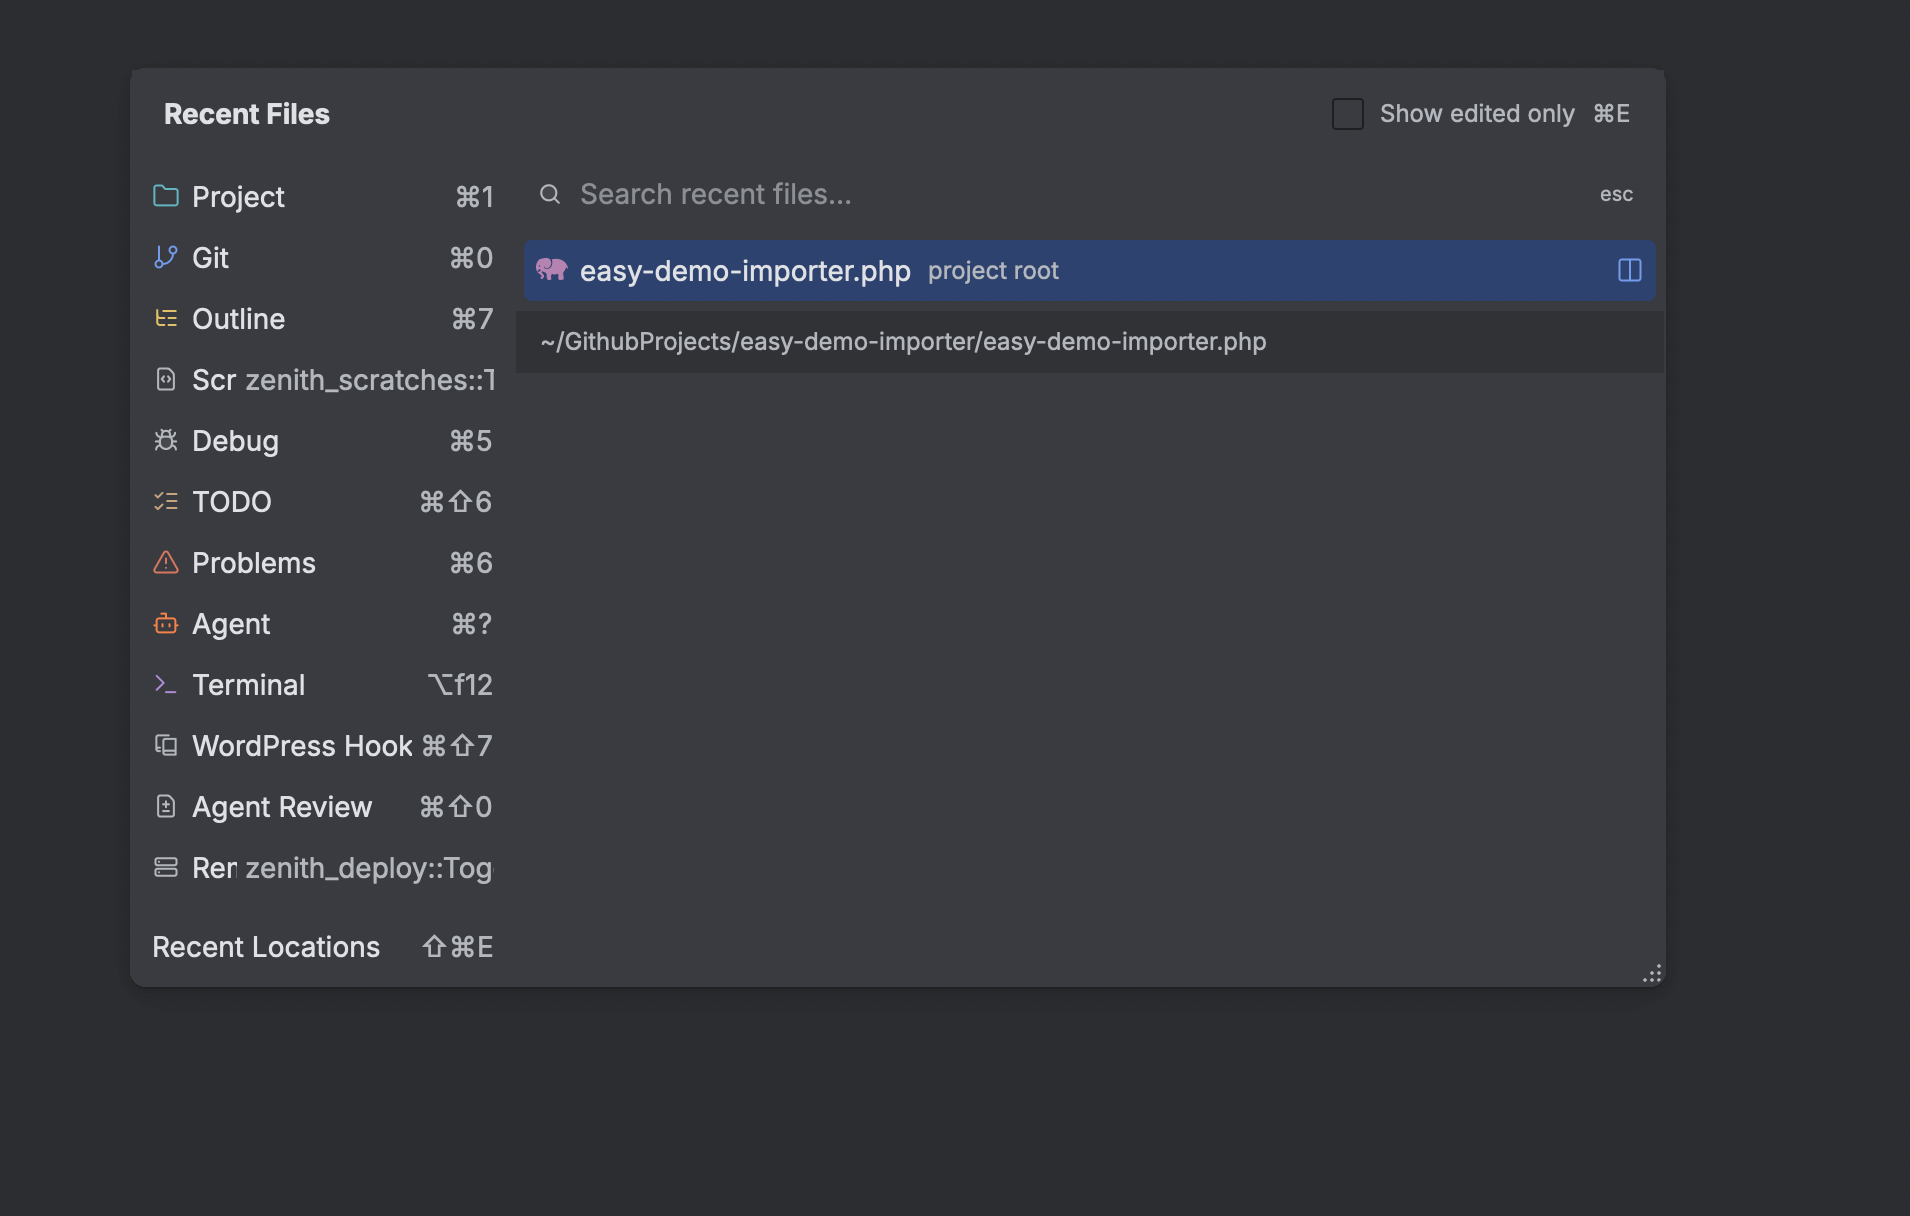 Recent Files
Show edited only ⌘E
Project ⌘1
Git ⌘0
Outline ⌘7
Scr zenith_scratches::T
Debug ⌘5
TODO ⌘⇧6
Problems ⌘6
Agent ⌘?
Terminal ⌥f12
WordPress Hook ⌘⇧7
Agent Review ⌘⇧0
Rer zenith_deploy::Tog
Recent Locations ⇧⌘E
Search recent files... esc
easy-demo-importer.php project root
~/GithubProjects/easy-demo-importer/easy-demo-importer.php